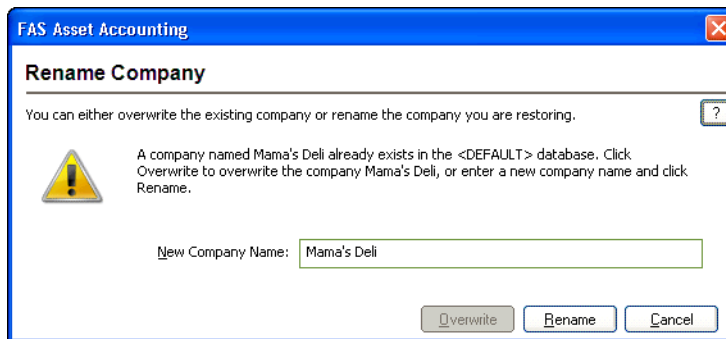 FAS Asset Accounting
Rename Company
You can either overwrite the existing company or rename the company you are restoring.
?
A company named Mama's Deli already exists in the <DEFAULT> database. Click
Overwrite to overwrite the company Mama's Deli, or enter a new company name and click
Rename.
New Company Name: Mama's Deli
Overwrite Rename Cancel